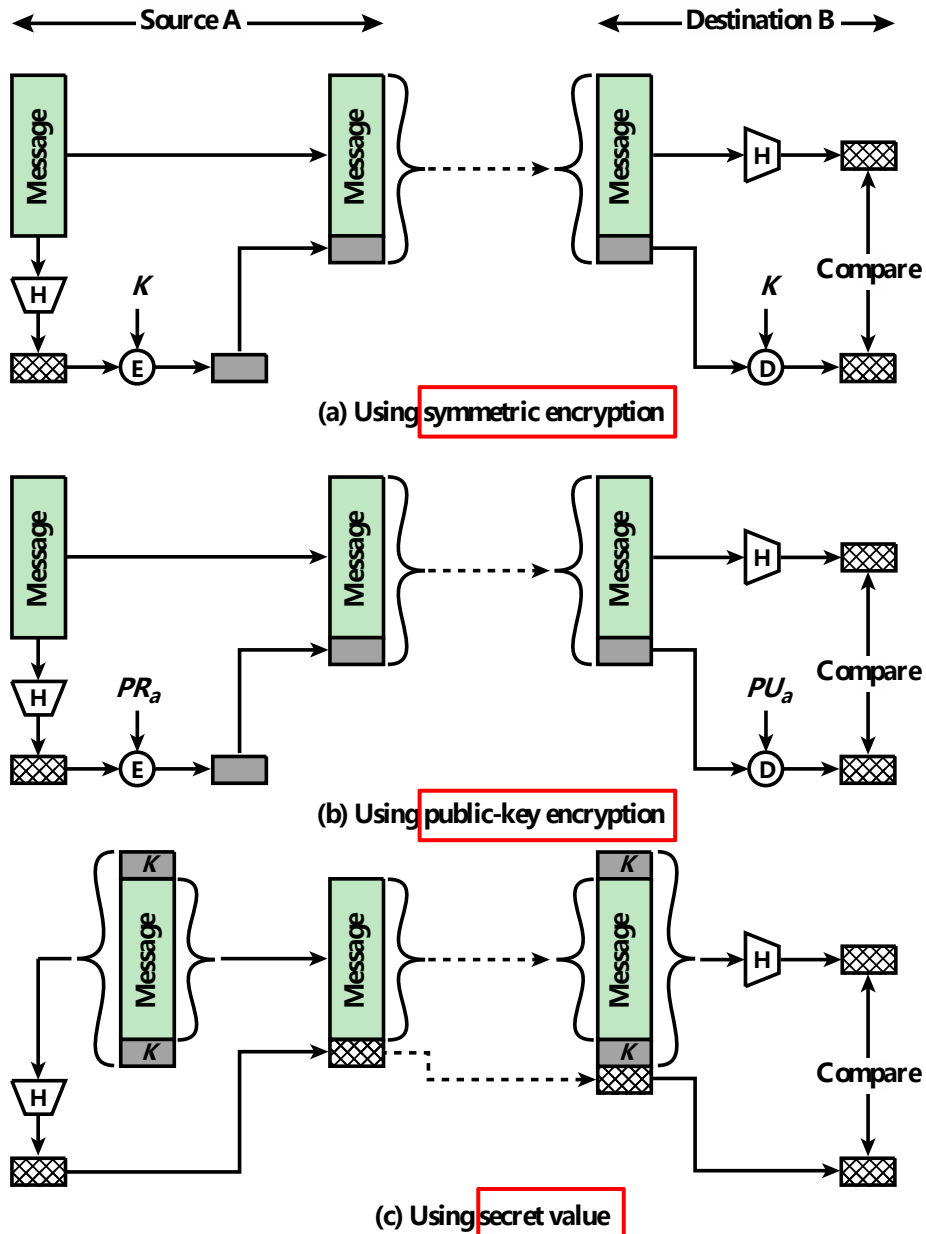 Source A
Destination B
Message
Message
Message
H
H
K
K
Compare
E
D
(a) Using symmetric encryption
Message
Message
Message
H
H
PRa
PUa
Compare
E
D
(b) Using public-key encryption
K
K
Message
Message
Message
H
K
K
H
Compare
(c) Using secret value